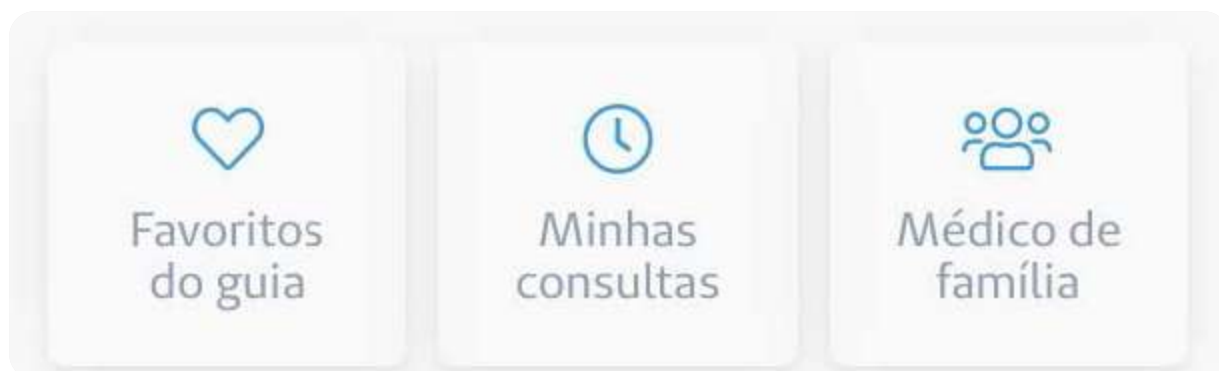 Favoritos
do guia
Minhas
consultas
Médico de
família